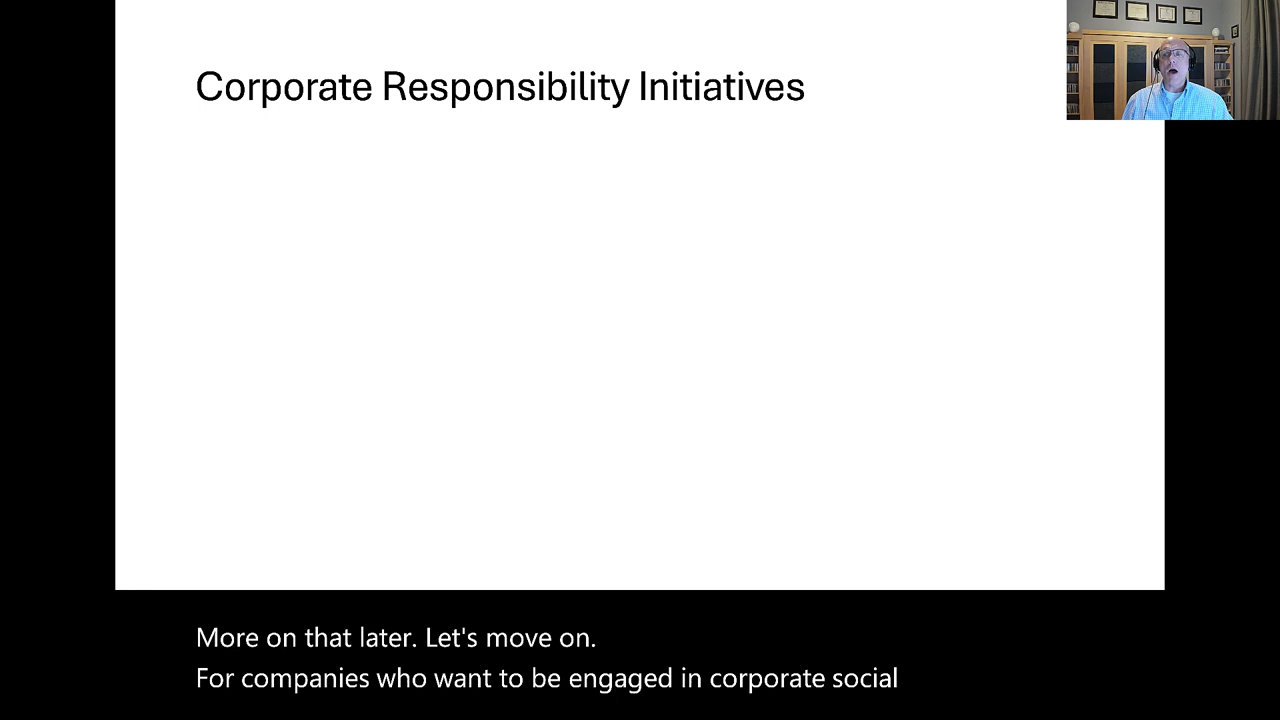 Corporate Responsibility Initiatives
More on that later. Let's move on.
For companies who want to be engaged in corporate social